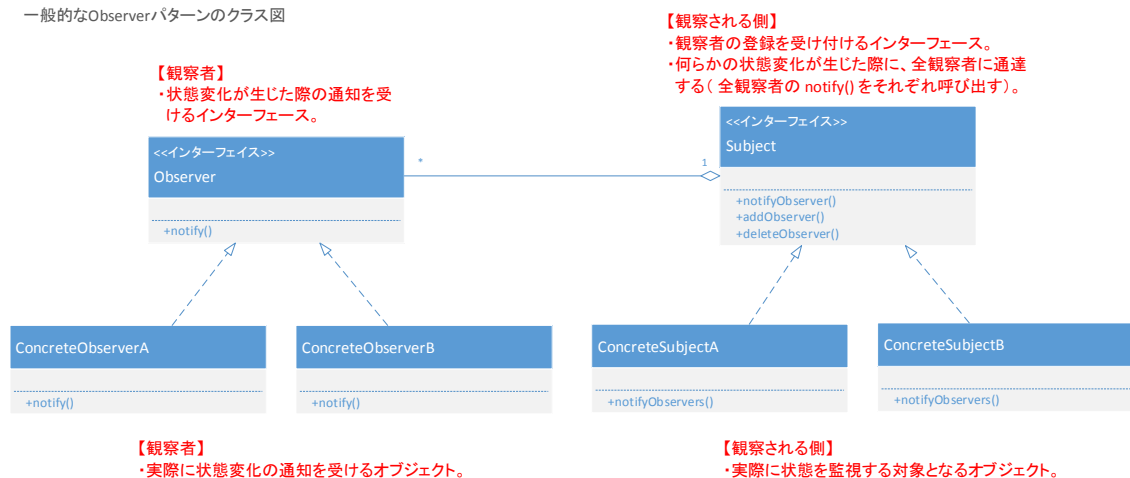 一般的なObserverパターンのクラス図
【観察される側】
・観察者の登録を受け付けるインターフェース。
・何らかの状態変化が生じた際に、全観察者に通達
する( 全観察者の notify() をそれぞれ呼び出す)。
【観察者】
・状態変化が生じた際の通知を受
けるインターフェース。
<<インターフェイス>>
Observer
+notify()
*
1
<<インターフェイス>>
Subject
+notifyObserver()
+addObserver()
+deleteObserver()
ConcreteObserverA
+notify()
ConcreteObserverB
+notify()
ConcreteSubjectA
+notifyObservers()
ConcreteSubjectB
+notifyObservers()
【観察者】
・実際に状態変化の通知を受けるオブジェクト。
【観察される側】
・実際に状態を監視する対象となるオブジェクト。